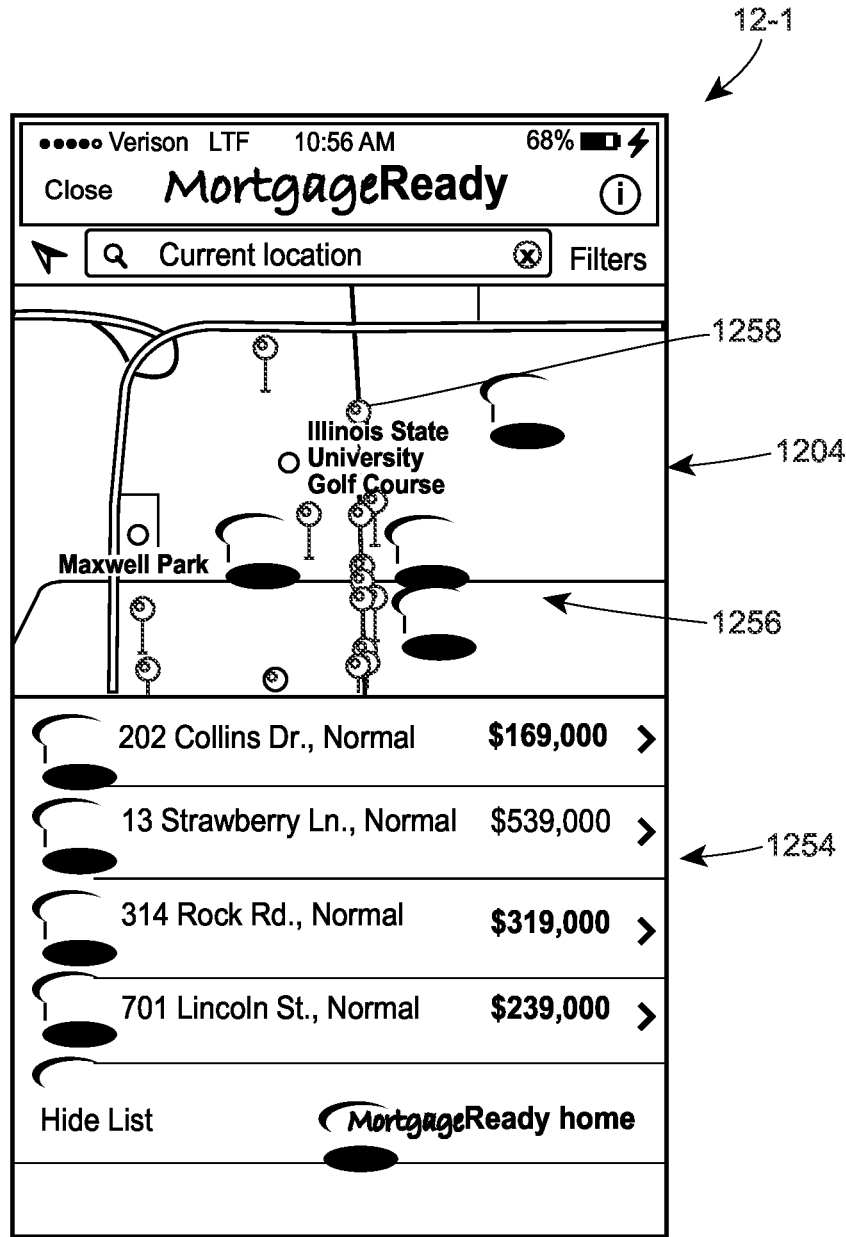 12-1
Verison LTF 10:56 AM 68%
Close MortgageReady i
Current location x Filters
1258
Illinois State
University
Golf Course
1204
Maxwell Park
1256
202 Collins Dr., Normal $169,000
13 Strawberry Ln., Normal $539,000
1254
314 Rock Rd., Normal $319,000
701 Lincoln St., Normal $239,000
Hide List MortgageReady home